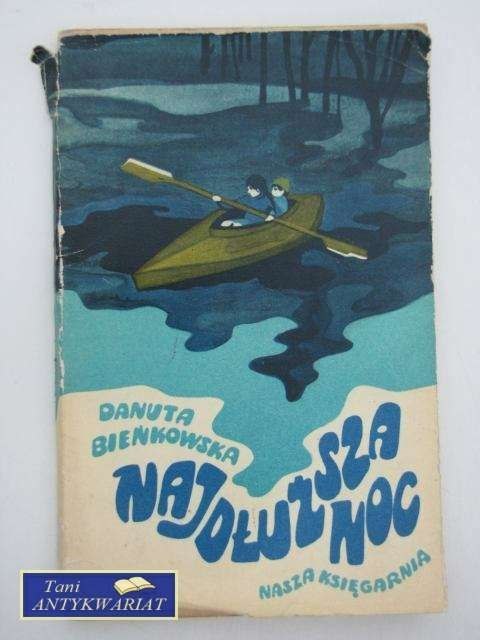 DANUTA
BIEŃKOWSKA
NAJDŁUŻSZA
NOC
NASZA KSIĘGARNIA
Tani
ANTYKWARIAT